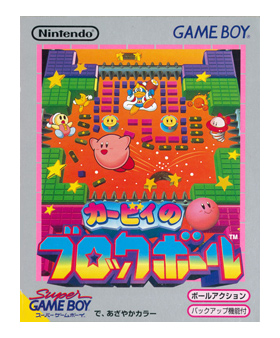 Nintendo
GAME BOY
カービィの
ブロックボール
TM
Super
GAME BOY
スーパーゲームボーイ
で、あざやかカラー
ボールアクション
バックアップ機能付